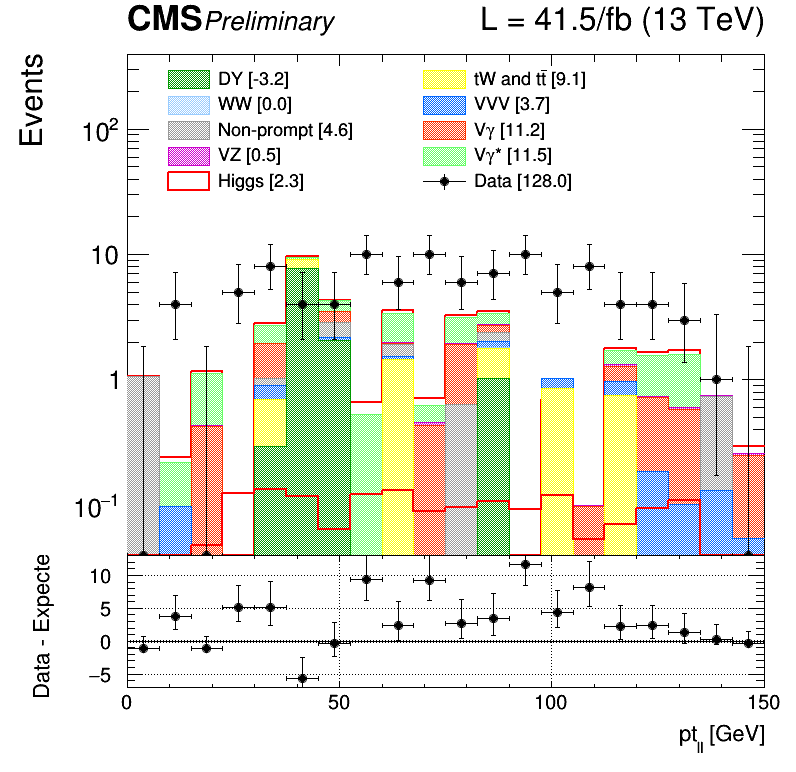 CMS Preliminary L = 41.5/fb (13 TeV)
Events
DY [-3.2]
WW [0.0]
Non-prompt [4.6]
VZ [0.5]
Higgs [2.3]
tW and tt̄ [9.1]
VVV [3.7]
Vγ [11.2]
Vγ* [11.5]
Data [128.0]
10²
10
1
10⁻¹
Data - Expecte
10
5
0
−5
0 50 100 150
pt_ll [GeV]